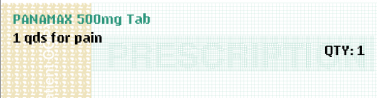 PANAMAX 500mg Tab
1 qds for pain
PRESCRIPTION
QTY: 1